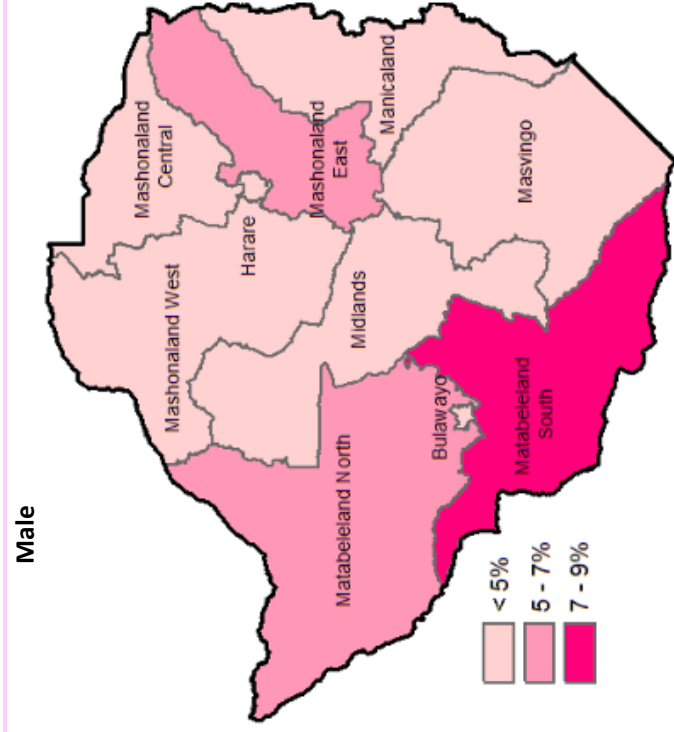 Male
Mashonaland
Central
Mashonaland West
Harare
Mashonaland
East
Manicaland
Midlands
Masvingo
Matabeleland North
Bulawayo
Matabeleland
South
< 5%
5 - 7%
7 - 9%